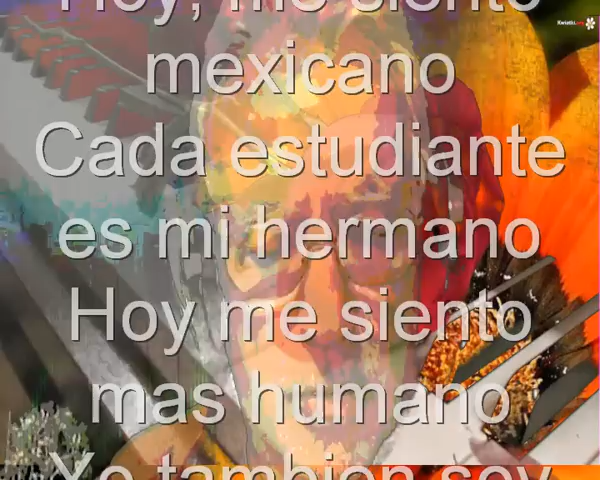 Hoy, me siento
mexicano
Cada estudiante
es mi hermano
Hoy me siento
mas humano
Yo tambien soy